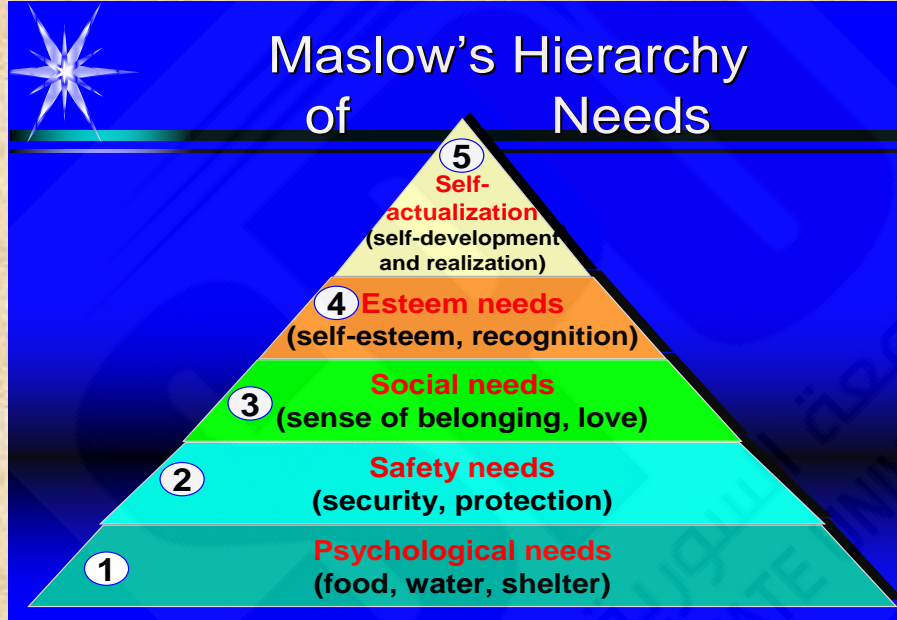 Maslow's Hierarchy
of Needs
5
Self-
actualization
(self-development
and realization)
4 Esteem needs
(self-esteem, recognition)
3 Social needs
(sense of belonging, love)
2 Safety needs
(security, protection)
1 Psychological needs
(food, water, shelter)